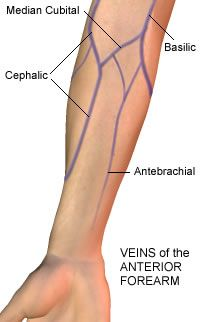 Median Cubital
Basilic
Cephalic
Antebrachial
VEINS of the
ANTERIOR
FOREARM